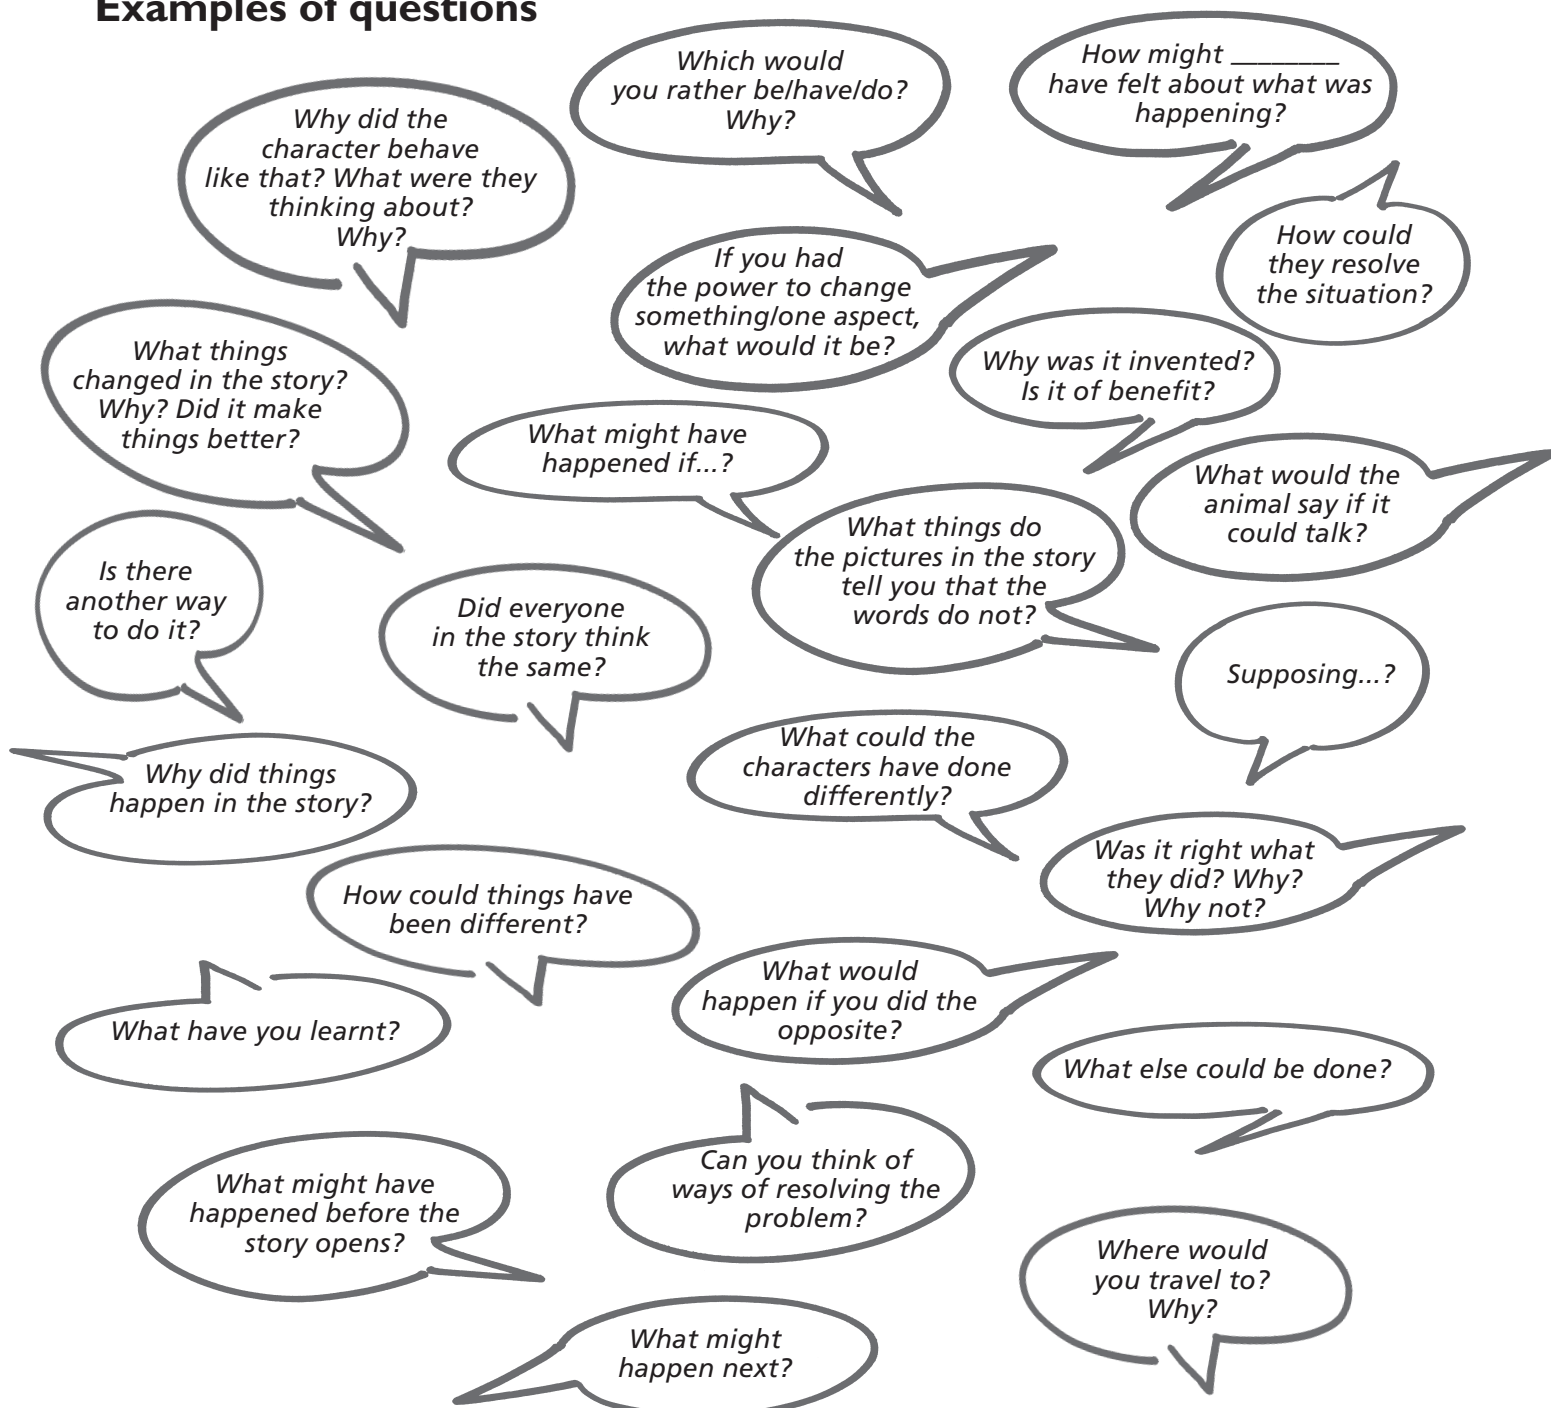 Examples of questions
Which would
you rather be/have/do?
Why?
How might ________
have felt about what was
happening?
Why did the
character behave
like that? What were they
thinking about?
Why?
How could
they resolve
the situation?
If you had
the power to change
something/one aspect,
what would it be?
What things
changed in the story?
Why? Did it make
things better?
Why was it invented?
Is it of benefit?
What might have
happened if...?
What would the
animal say if it
could talk?
What things do
the pictures in the story
tell you that the
words do not?
Is there
another way
to do it?
Did everyone
in the story think
the same?
Supposing...?
Why did things
happen in the story?
What could the
characters have done
differently?
Was it right what
they did? Why?
Why not?
How could things have
been different?
What would
happen if you did the
opposite?
What have you learnt?
What else could be done?
What might have
happened before the
story opens?
Can you think of
ways of resolving the
problem?
Where would
you travel to?
Why?
What might
happen next?